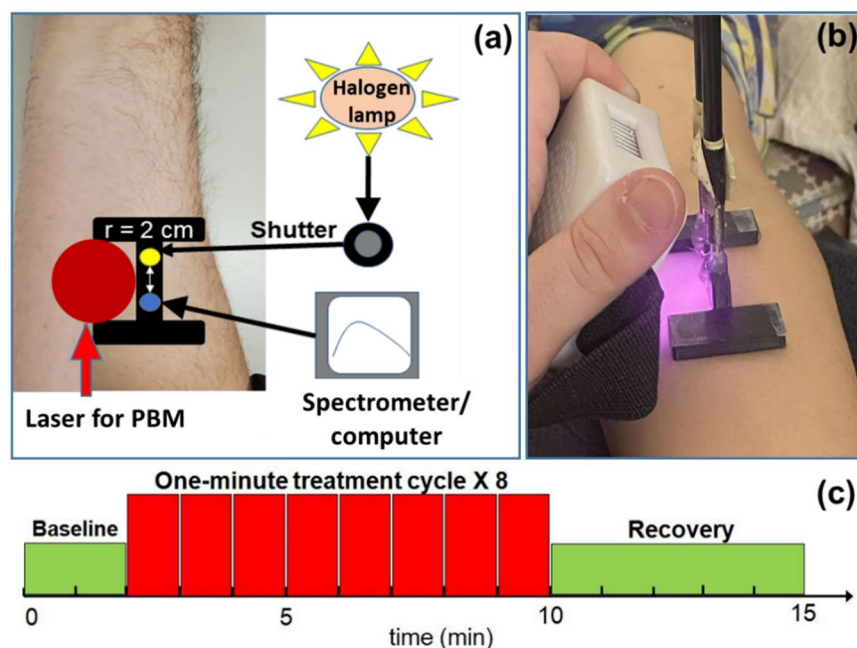 (a)
Halogen
lamp
r = 2 cm
Shutter
Laser for PBM
Spectrometer/
computer
(b)
One-minute treatment cycle X 8
(c)
Baseline
Recovery
0
5
10
15
time (min)